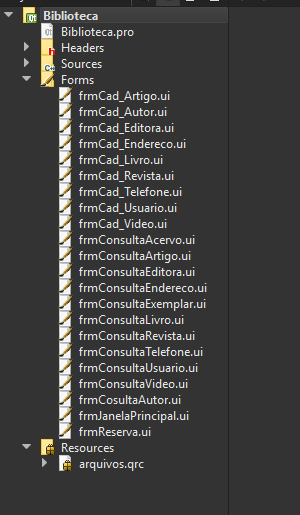 Biblioteca
Biblioteca.pro
Headers
Sources
Forms
frmCad_Artigo.ui
frmCad_Autor.ui
frmCad_Editora.ui
frmCad_Endereco.ui
frmCad_Livro.ui
frmCad_Revista.ui
frmCad_Telefone.ui
frmCad_Usuario.ui
frmCad_Video.ui
frmConsultaAcervo.ui
frmConsultaArtigo.ui
frmConsultaEditora.ui
frmConsultaEndereco.ui
frmConsultaExemplar.ui
frmConsultaLivro.ui
frmConsultaRevista.ui
frmConsultaTelefone.ui
frmConsultaUsuario.ui
frmConsultaVideo.ui
frmCosultaAutor.ui
frmJanelaPrincipal.ui
frmReserva.ui
Resources
arquivos.qrc